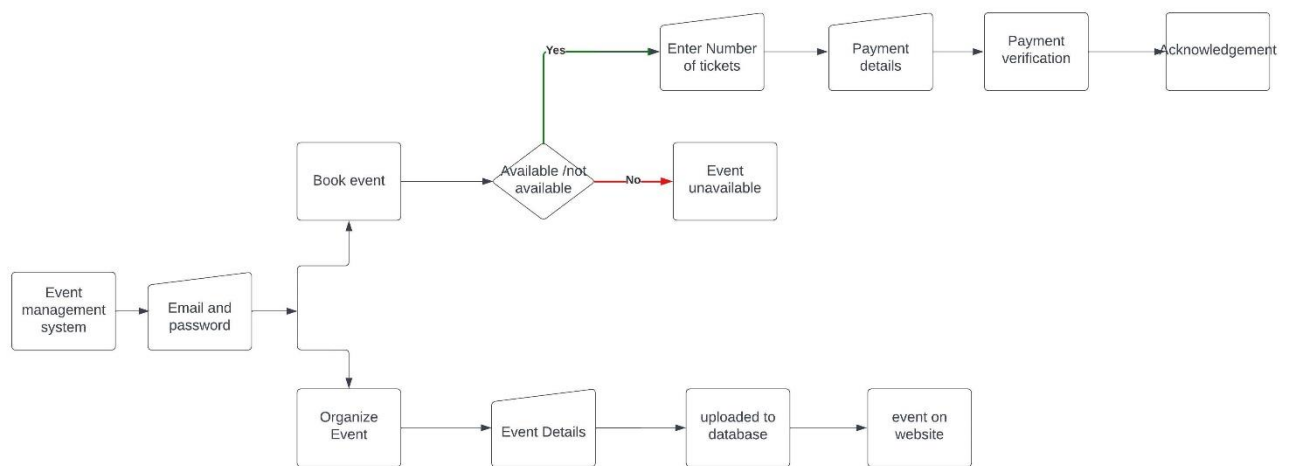 Yes
Enter Number
of tickets
Payment
details
Payment
verification
Acknowledgement
Book event
Available /not
available
No
Event
unavailable
Event
management
system
Email and
password
Organize
Event
Event Details
uploaded to
database
event on
website